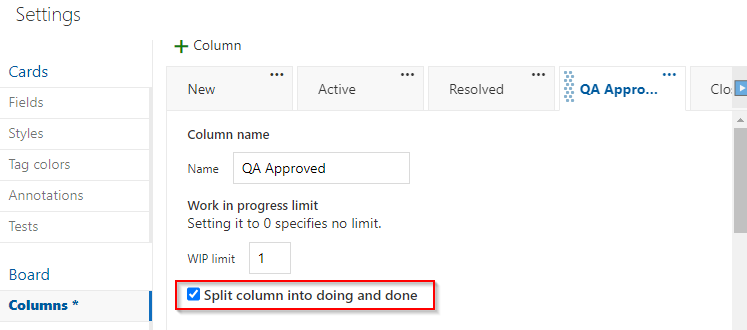 Settings
+ Column
Cards
Fields
Styles
Tag colors
Annotations
Tests
Board
Columns *
New
Active
Resolved
QA Appro...
Clo
Column name
Name QA Approved
Work in progress limit
Setting it to 0 specifies no limit.
WIP limit 1
Split column into doing and done